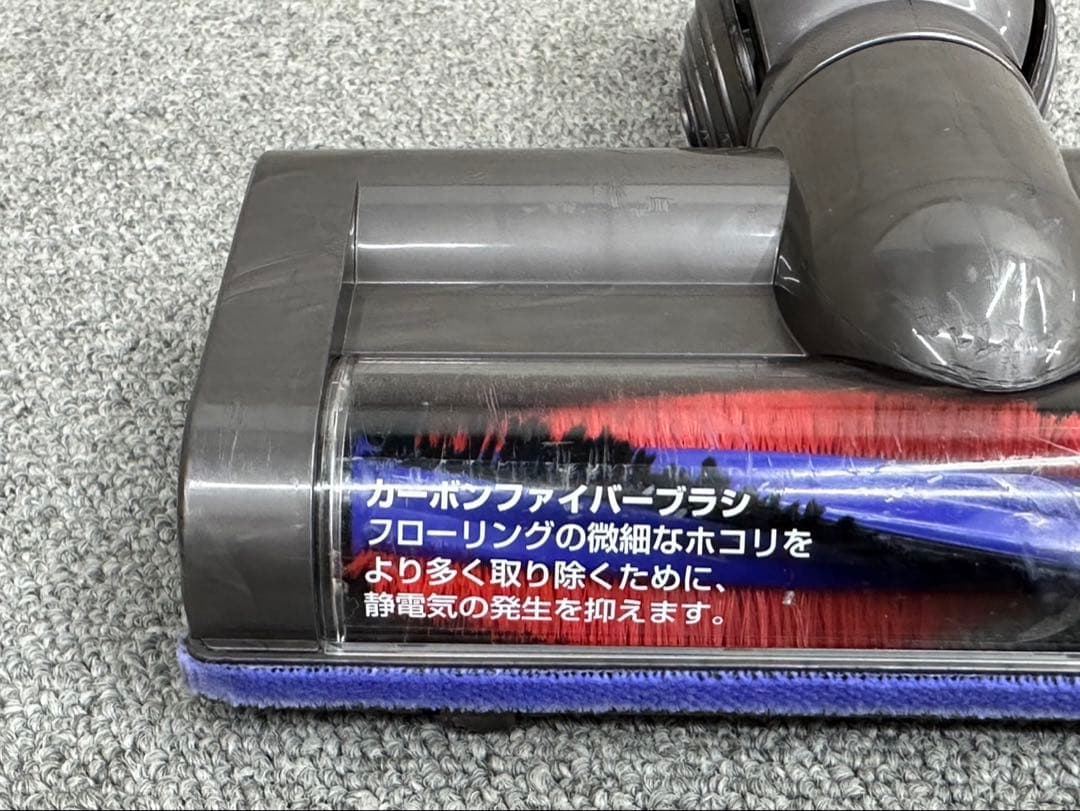 カーボンファイバーブラシ
フローリングの微細なホコリを
より多く取り除くために、
静電気の発生を抑えます。